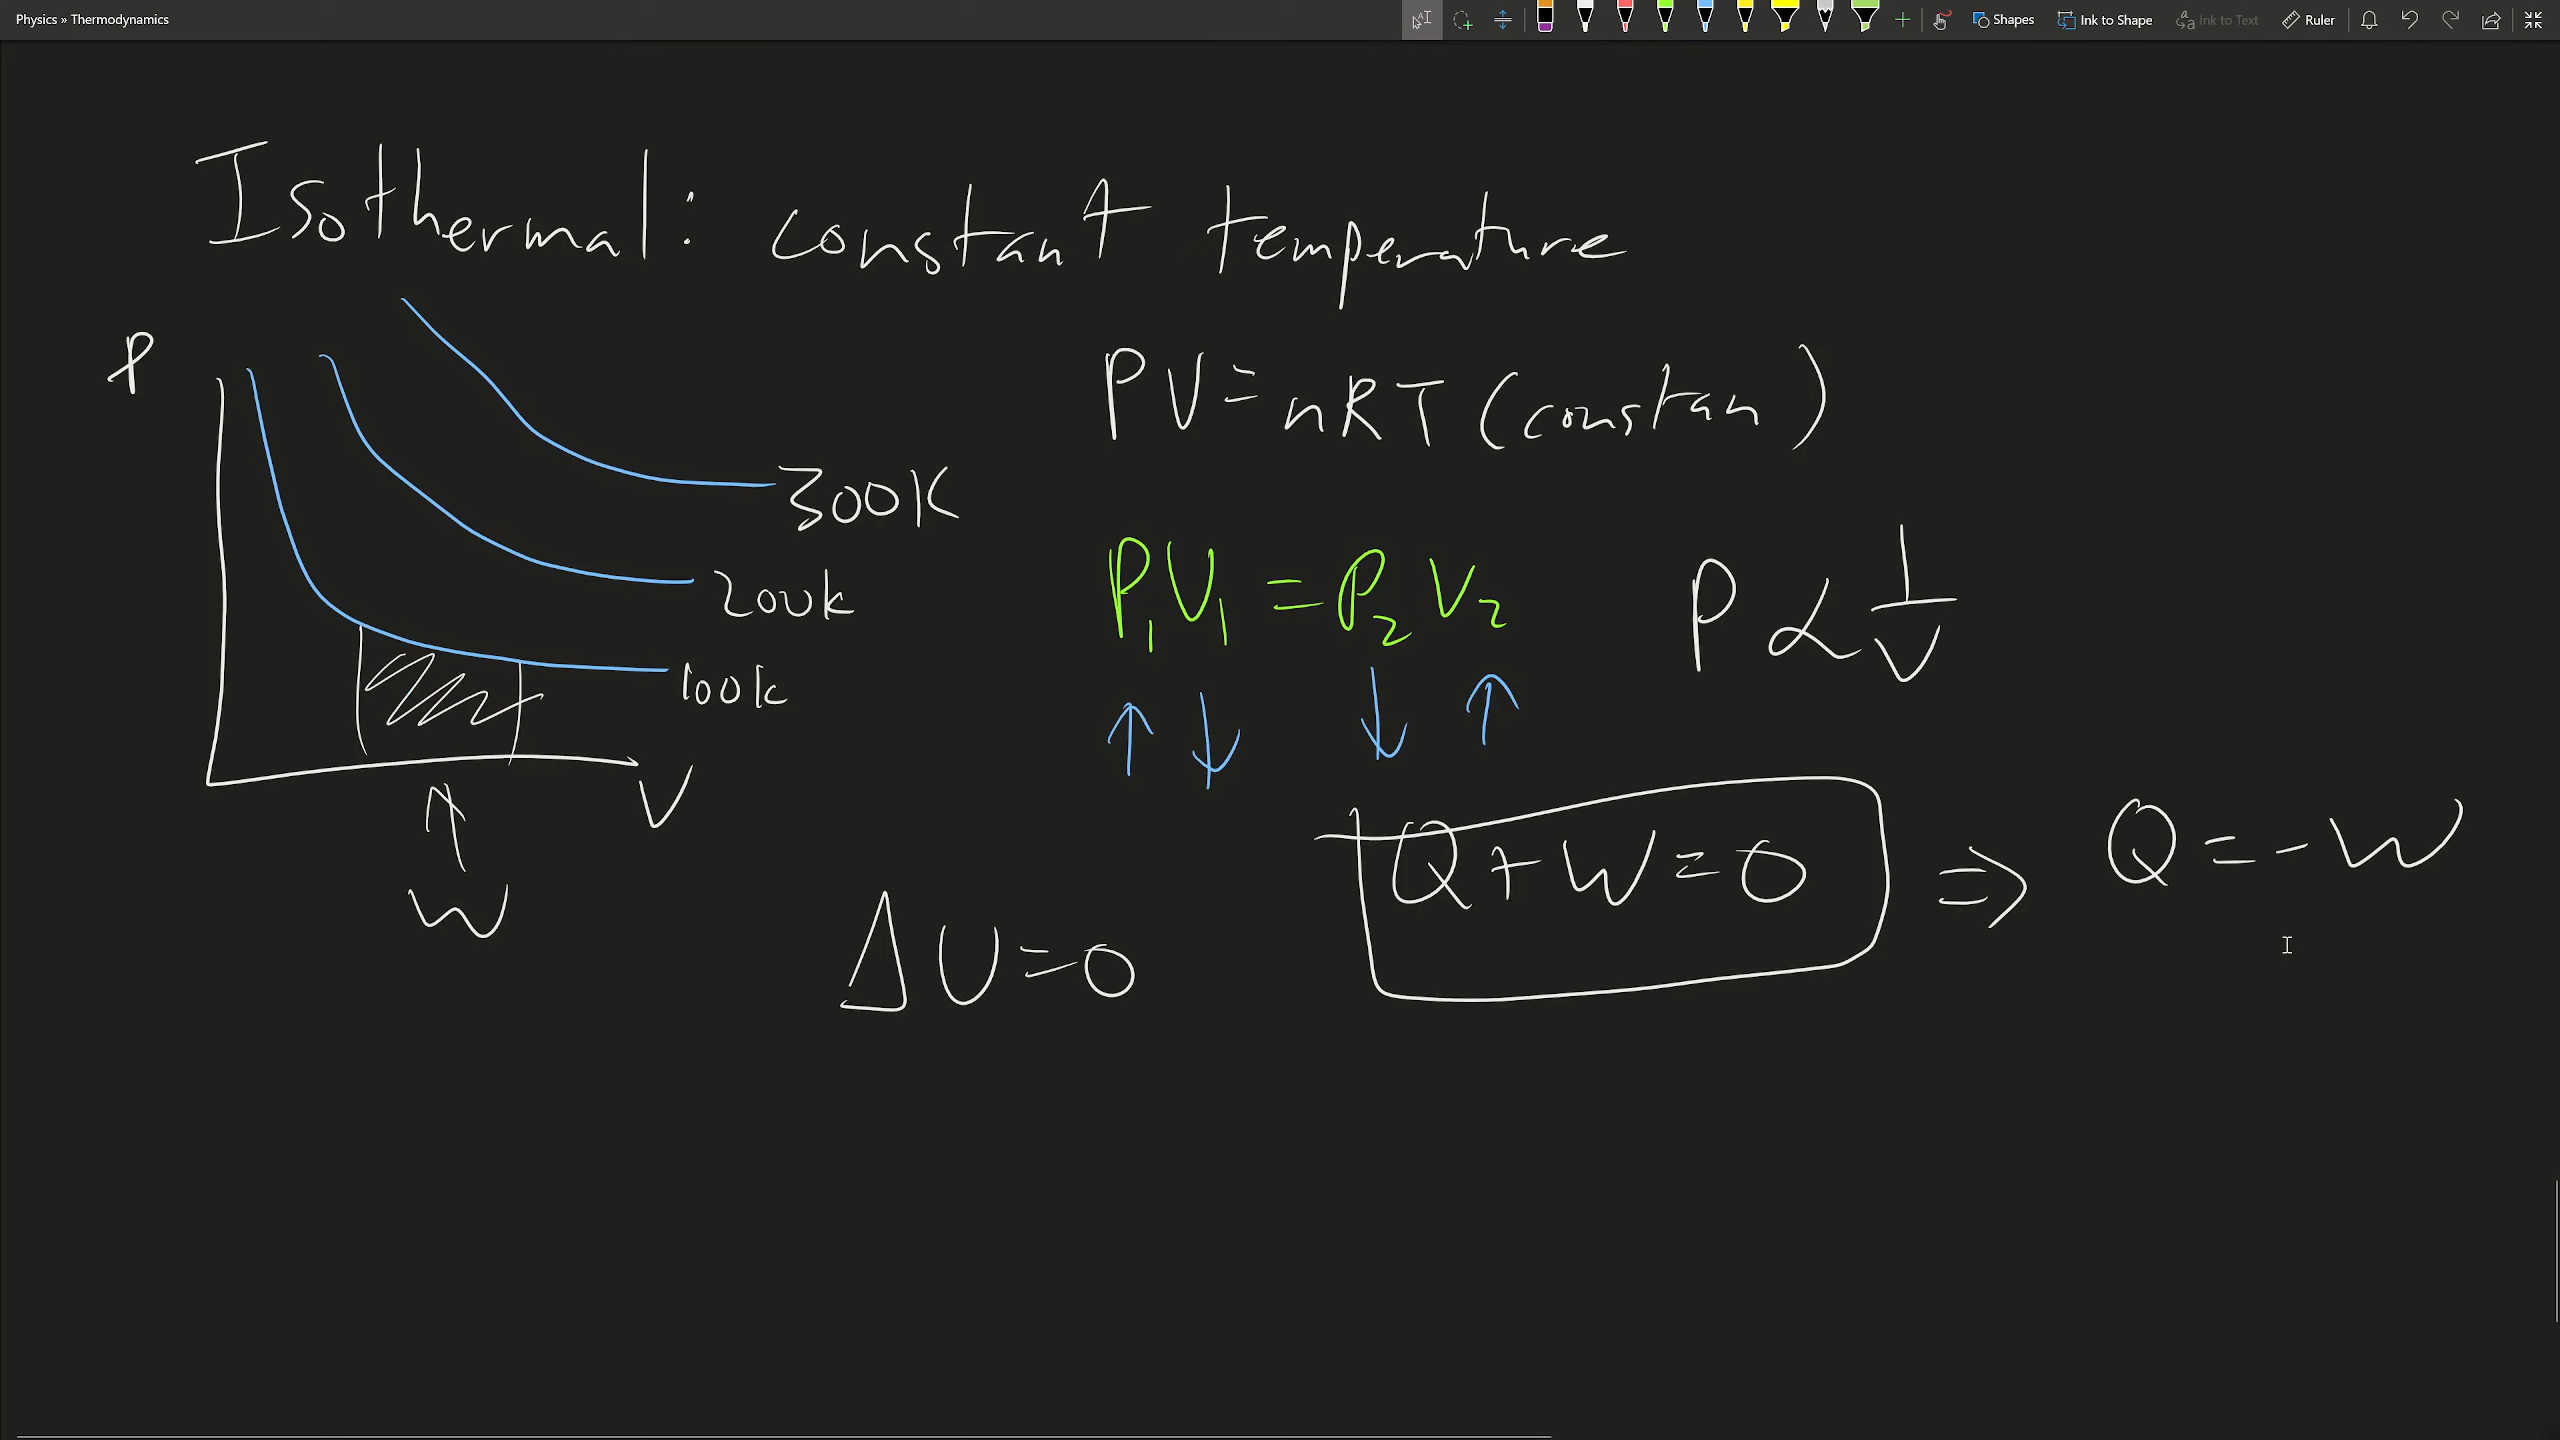 Physics » Thermodynamics
Shapes
Ink to Shape
Ink to Text
Ruler
Isothermal: constant temperature
P
300K
200K
100K
V
W
PV = nRT (constan )
P₁V₁ = P₂V₂
P ∝ 1/V
ΔU = 0
Q + W = 0 ⇒ Q = -W